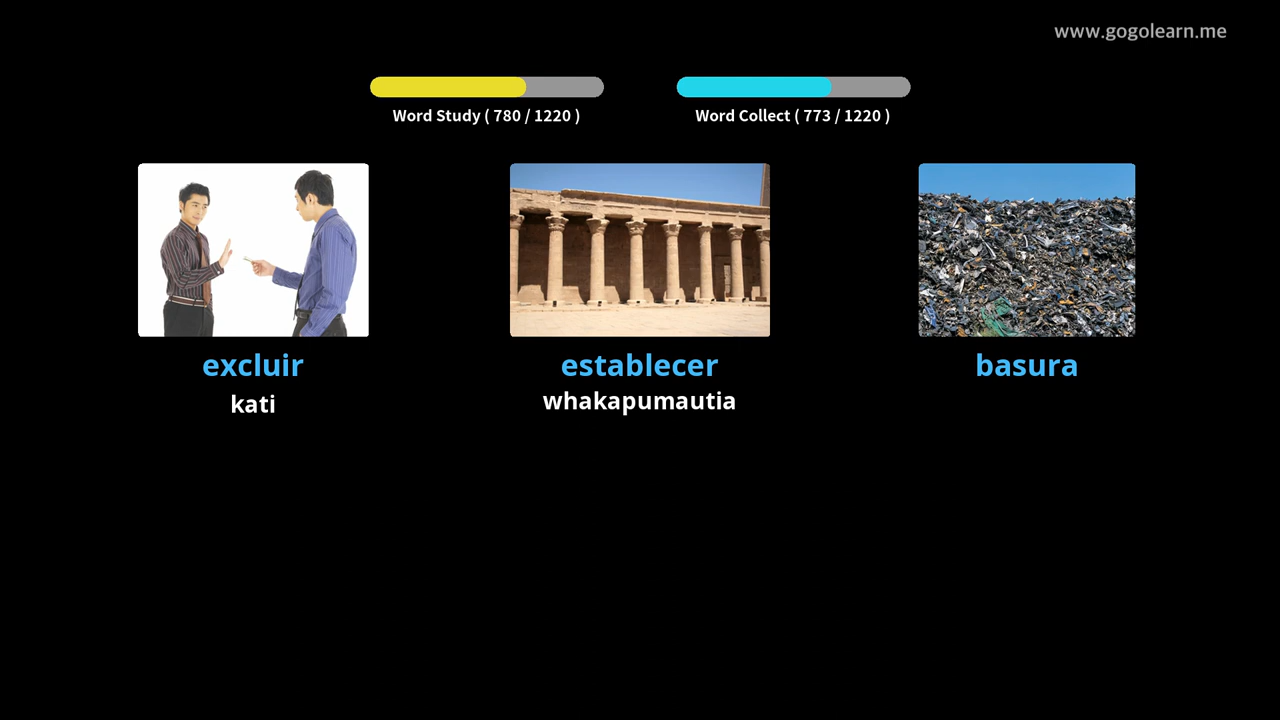 www.gogolearn.me
Word Study ( 780 / 1220 )
Word Collect ( 773 / 1220 )
excluir
kati
establecer
whakapumautia
basura